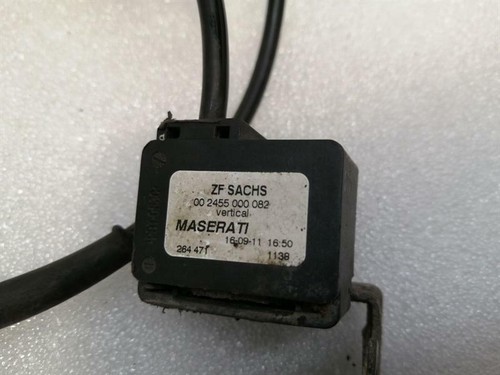 ZF SACHS
00 2455 000 082
vertical
MASERATI
16-09-11 16:50
264 471 1138